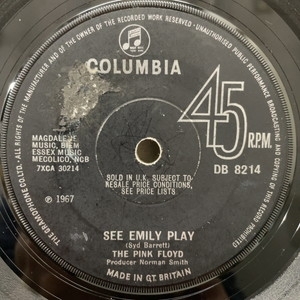 ALL RIGHTS OF THE MANUFACTURER AND OF THE OWNER OF THE RECORDED WORK RESERVED · UNAUTHORISED PUBLIC PERFORMANCE BROADCASTING AND COPYING OF THIS RECORD PROHIBITED
THE GRAMOPHONE CO. LTD.
COLUMBIA
45
R.P.M.
MAGDALENE
MUSIC, BIEM
ESSEX MUSIC
MECOLICO, NCB
7XCA 30214
SOLD IN U.K. SUBJECT TO
RESALE PRICE CONDITIONS,
SEE PRICE LISTS.
DB 8214
℗ 1967
SEE EMILY PLAY
(Syd Barrett)
THE PINK FLOYD
Producer Norman Smith
MADE IN GT. BRITAIN